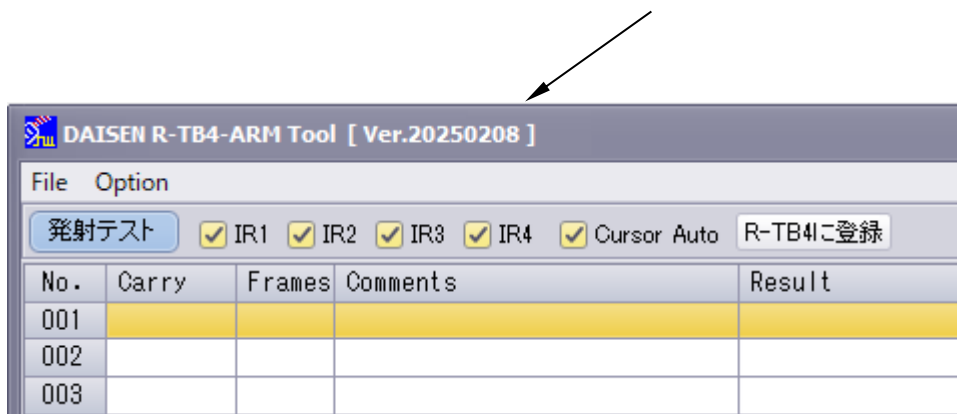 DAISEN R-TB4-ARM Tool [ Ver.20250208 ]
File Option
発射テスト IR1 IR2 IR3 IR4 Cursor Auto R-TB4に登録
No. Carry Frames Comments Result
001
002
003